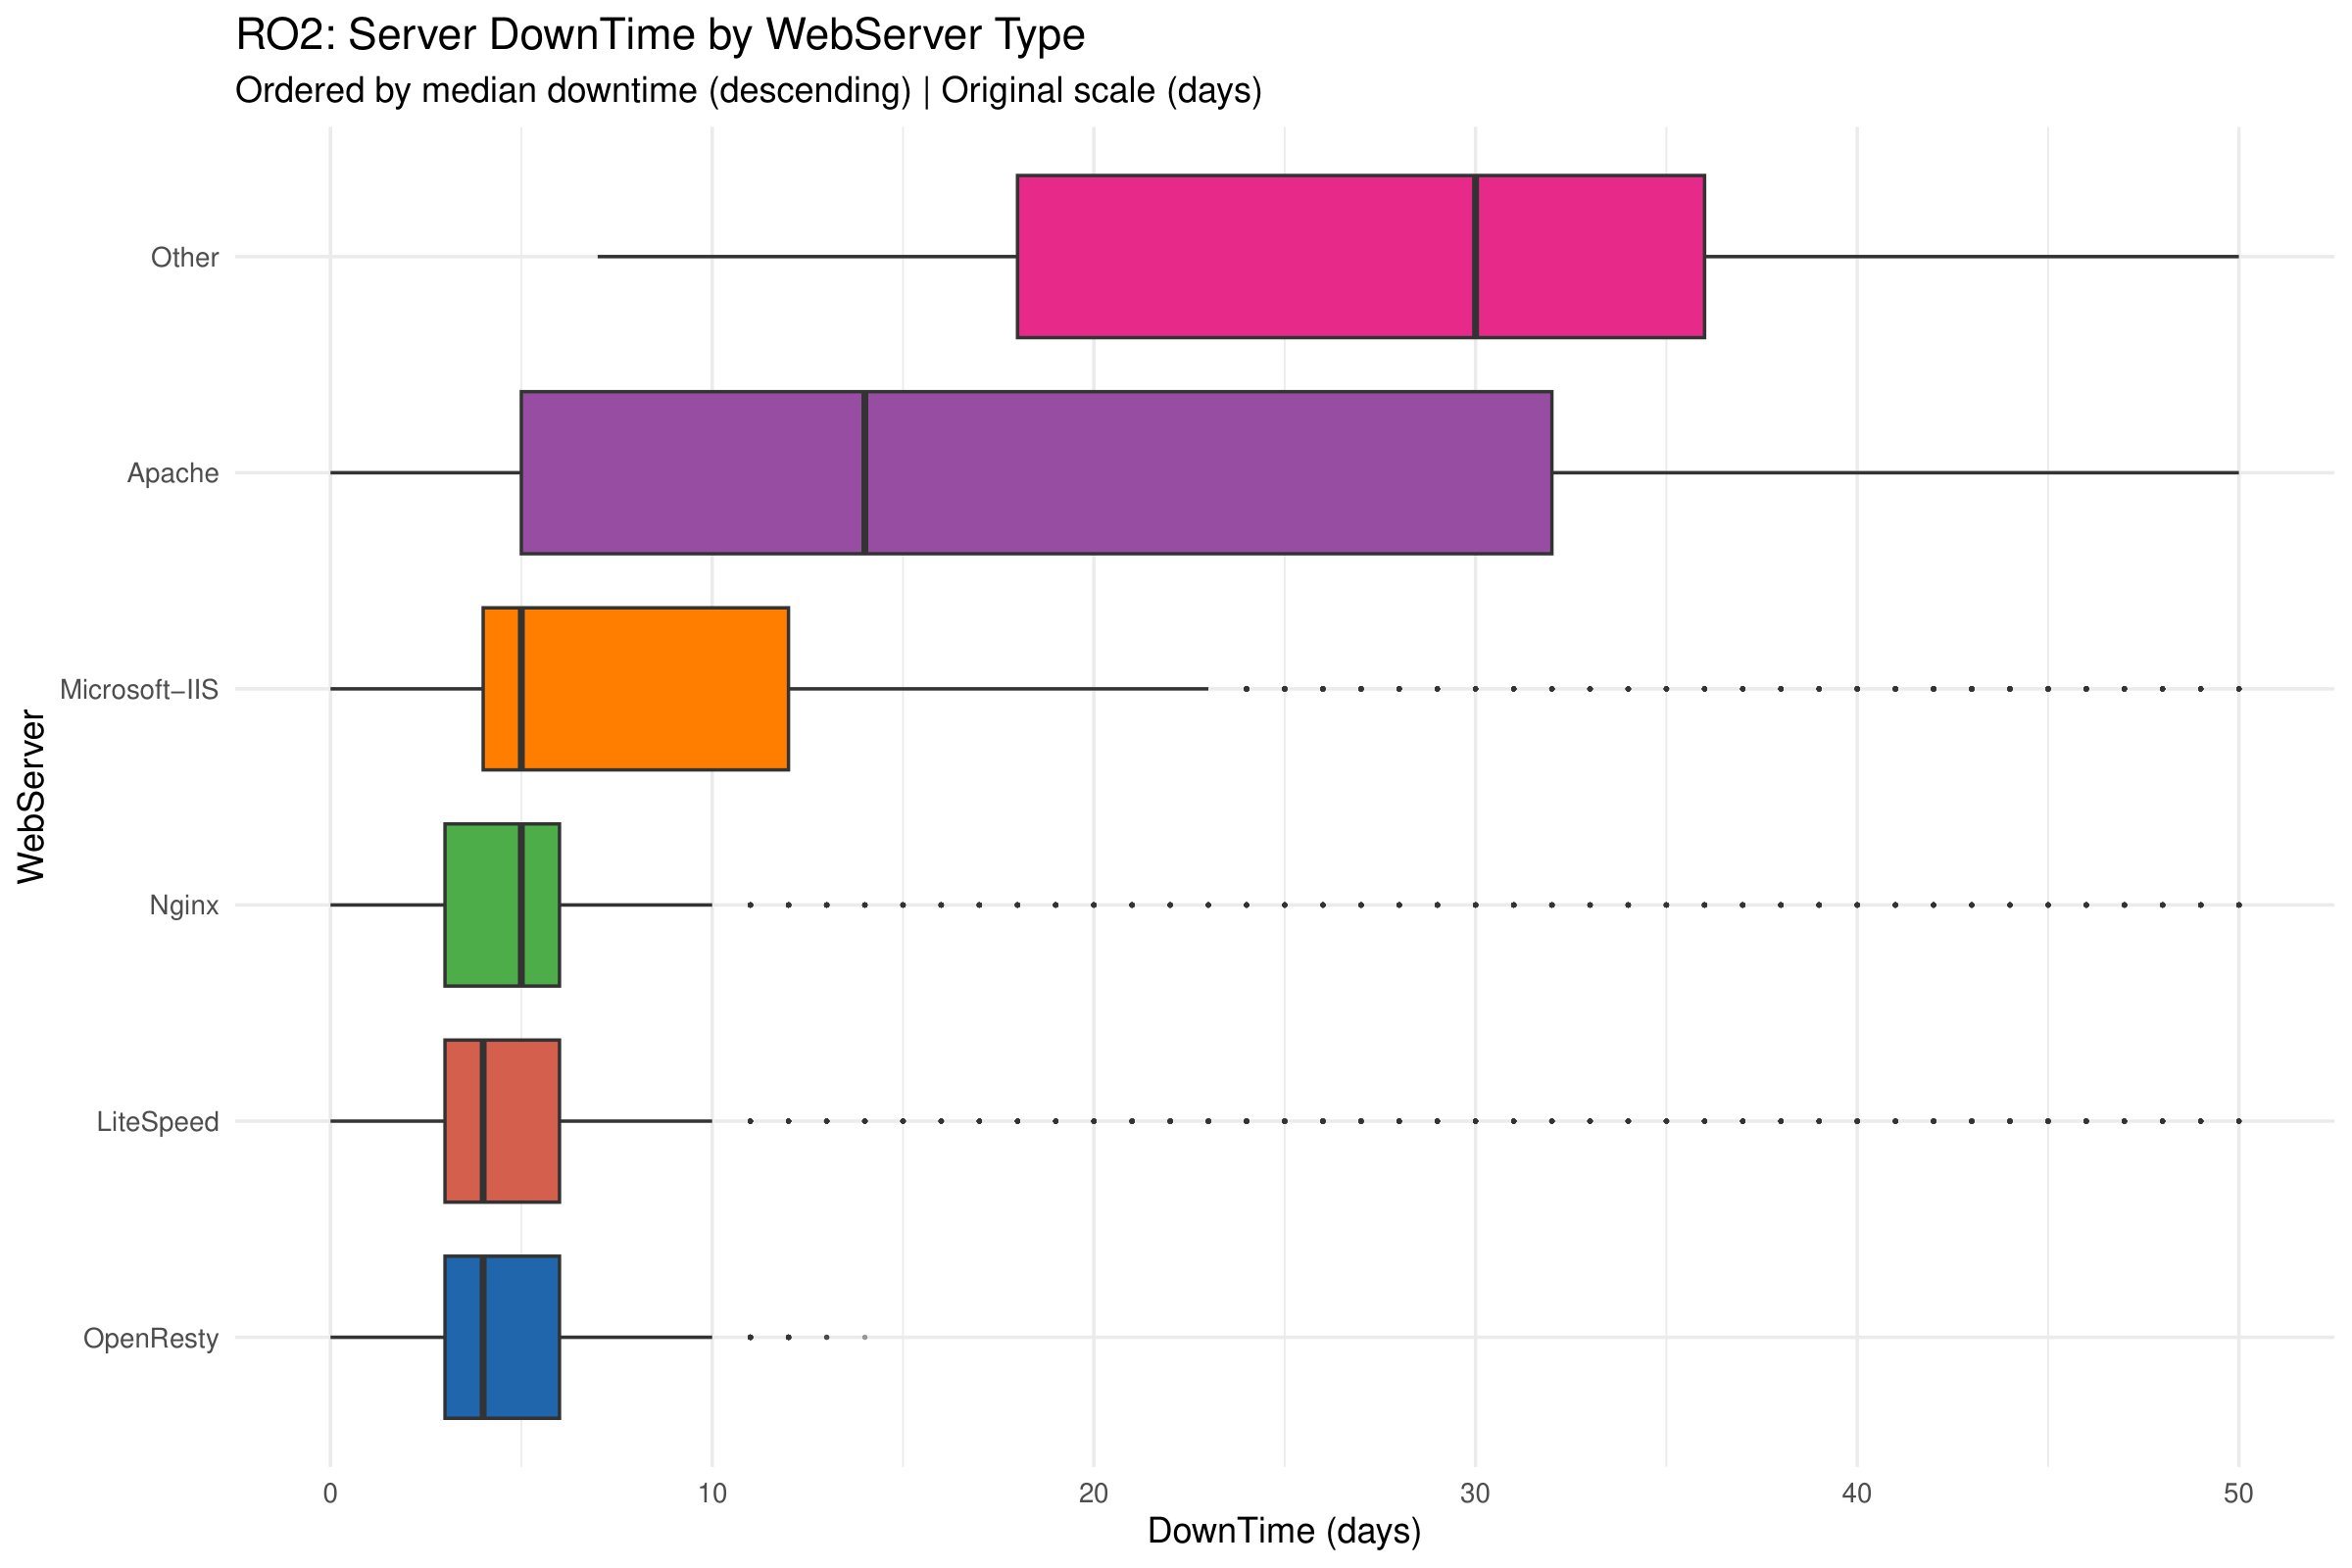 RO2: Server DownTime by WebServer Type
Ordered by median downtime (descending) | Original scale (days)
WebServer
Other
Apache
Microsoft−IIS
Nginx
LiteSpeed
OpenResty
0 10 20 30 40 50
DownTime (days)